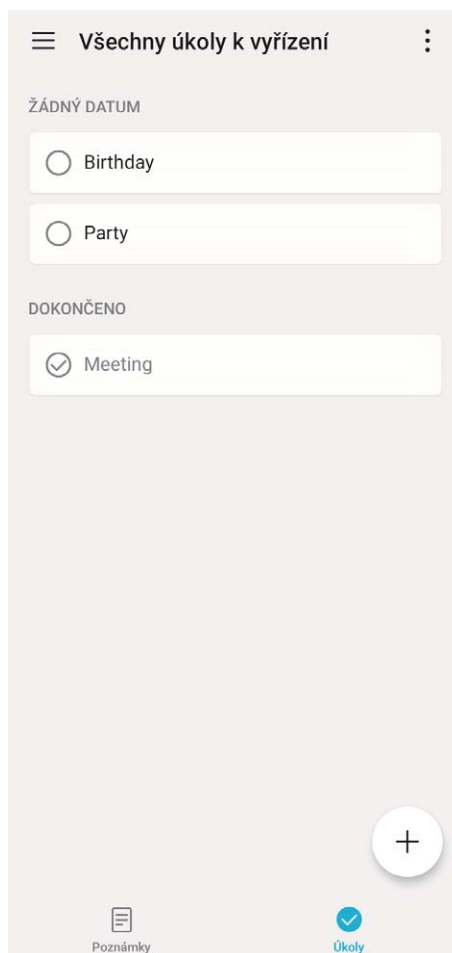 Všechny úkoly k vyřízení
ŽÁDNÝ DATUM
Birthday
Party
DOKONČENO
Meeting
Poznámky
Úkoly